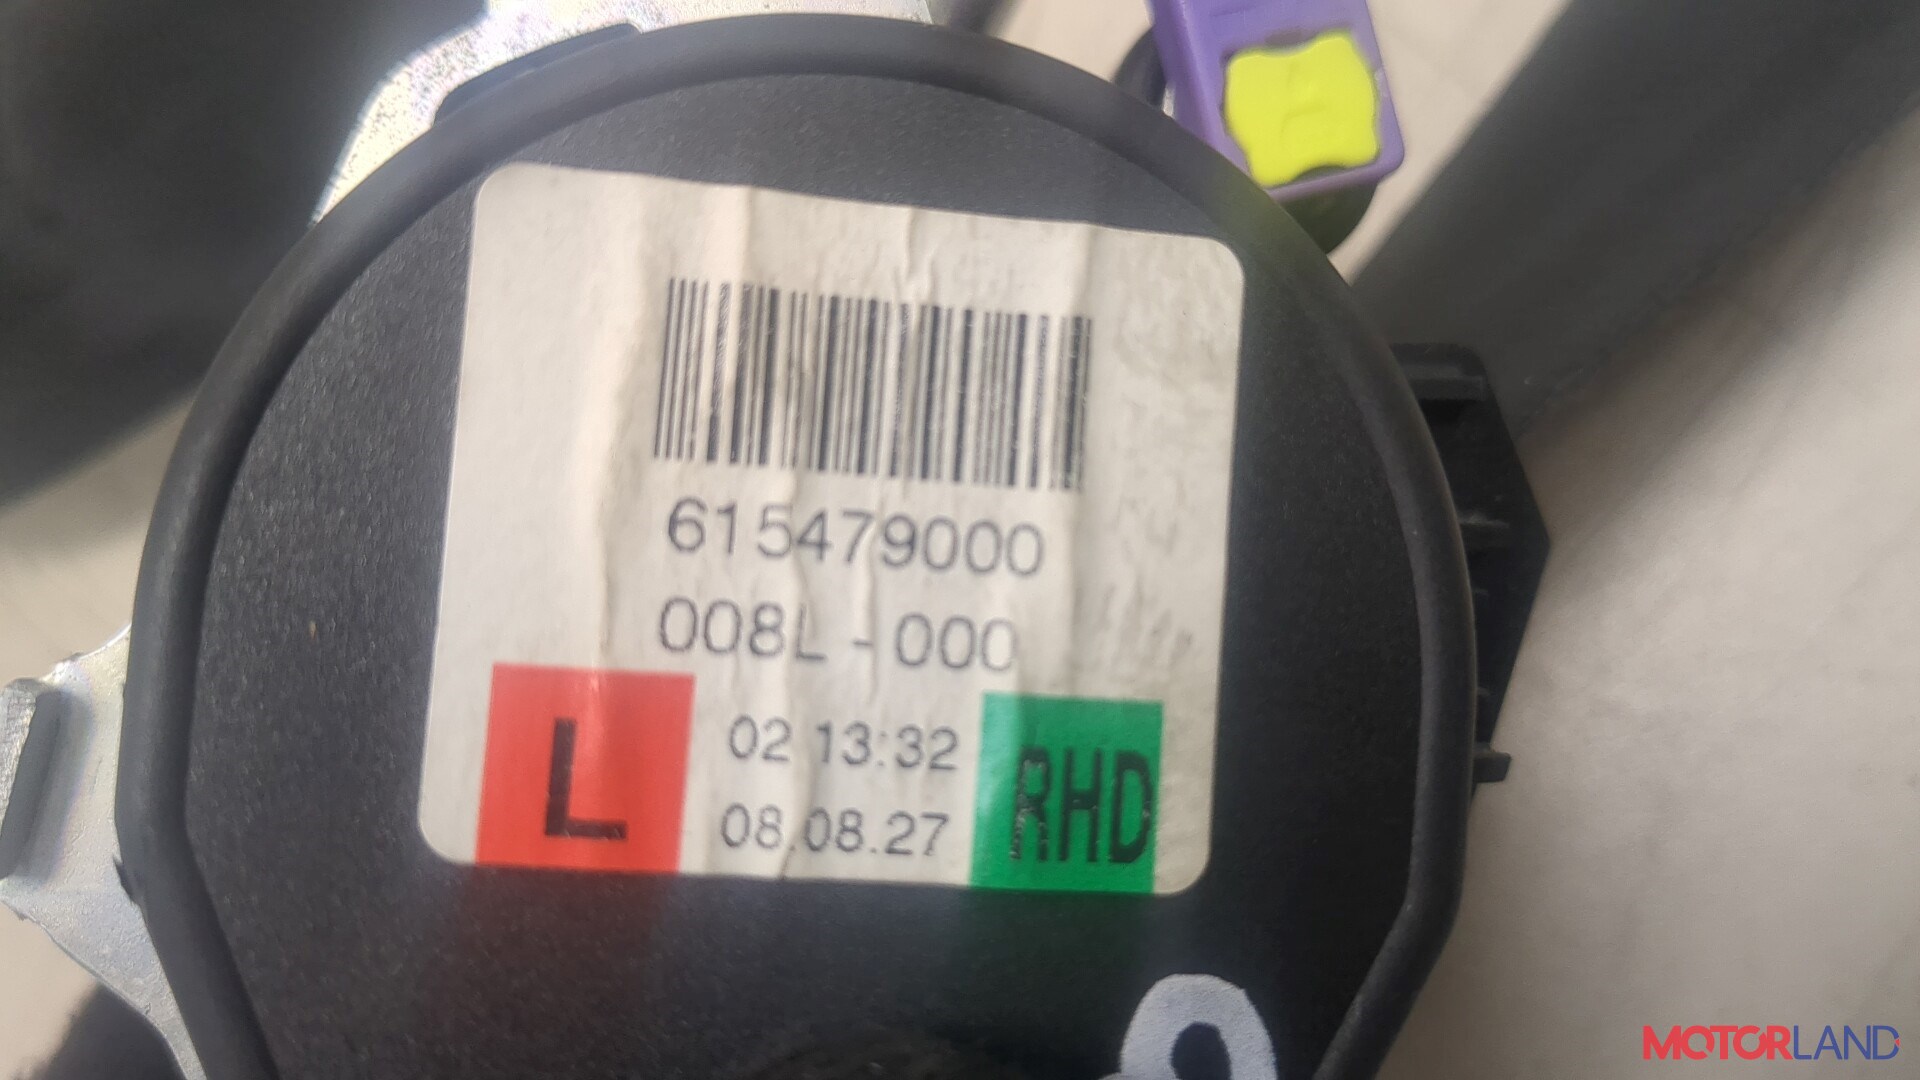 615479000
008L-000
L
02 13:32
RHD
08.08.27
MOTORLAND